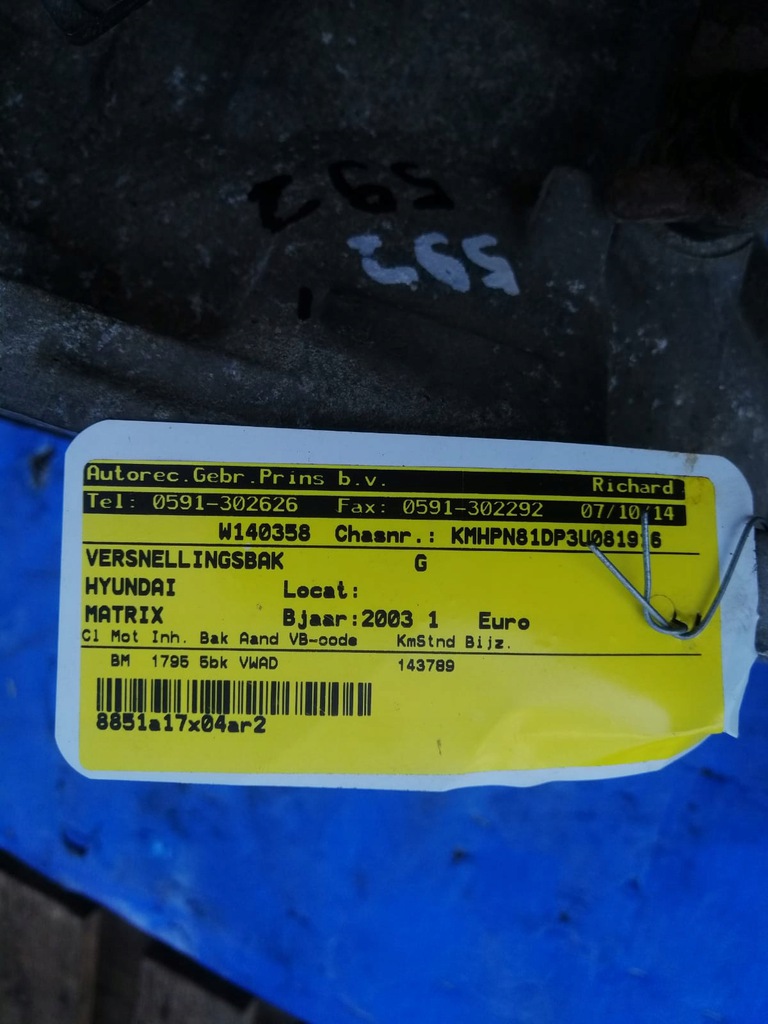 592
592
Autorec.Gebr.Prins b.v. Richard
Tel: 0591-302626 Fax: 0591-302292 07/10/14
W140358 Chasnr.:
VERSNELLINGSBAK G
HYUNDAI Locat:
MATRIX Bjaar:2003 1 Euro
Cl Mot Inh. Bak Aand VB-code KmStnd Bijz.
BM 1795 5bk VWAD 143789
8851a17x04ar2